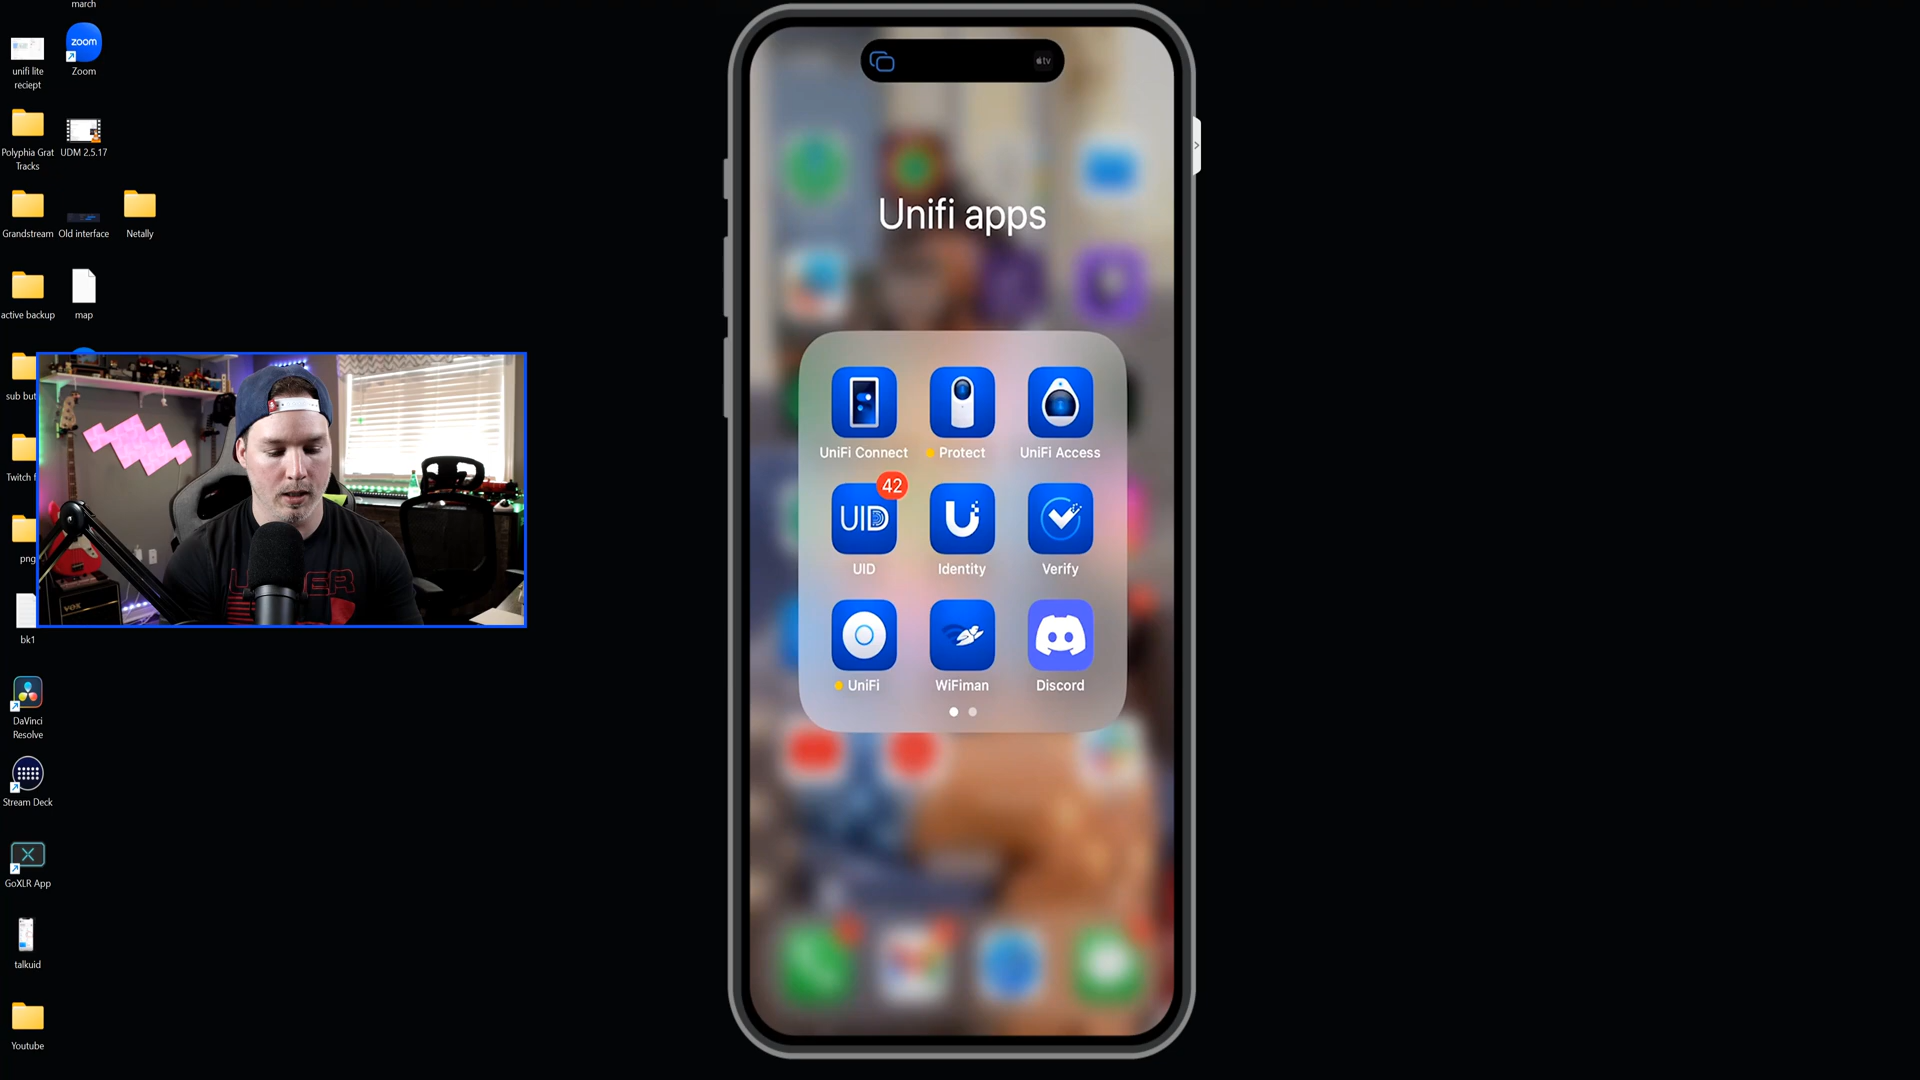 march
zoom
unifi lite
reciept
Zoom
Polyphia Grat
Tracks
UDM 2.5.17
Grandstream
Old interface
Netally
active backup
map
sub but
Twitch f
png
bk1
DaVinci
Resolve
Stream Deck
GoXLR App
talkuid
Youtube
VOX
tv
Unifi apps
UniFi Connect
Protect
UniFi Access
42
UID
UID
Identity
Verify
UniFi
WiFiman
Discord